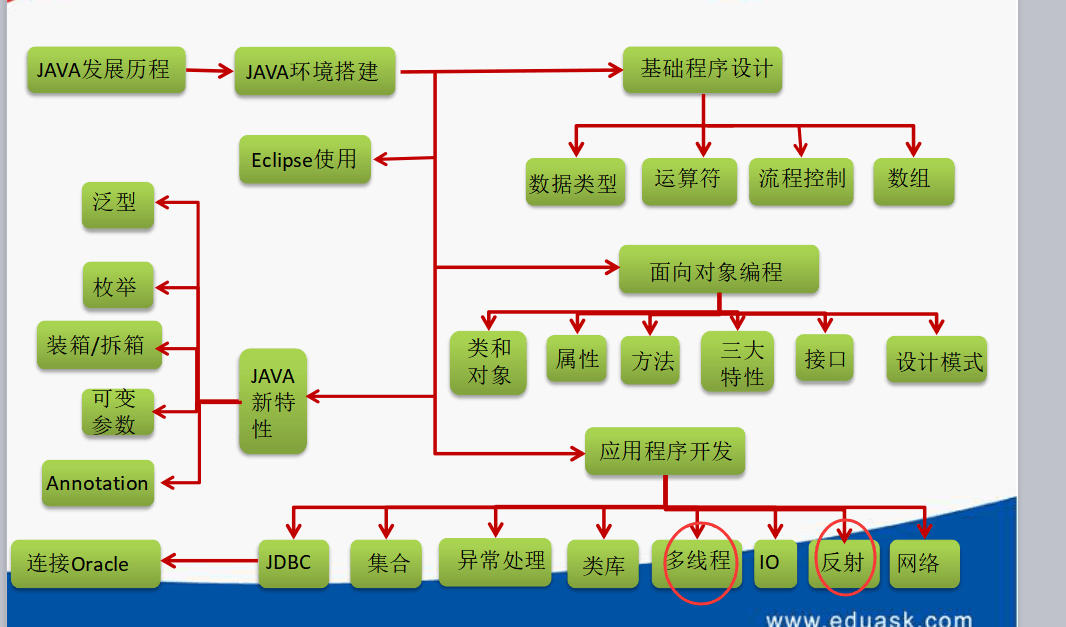 JAVA发展历程
JAVA环境搭建
基础程序设计
Eclipse使用
数据类型
运算符
流程控制
数组
泛型
枚举
装箱/拆箱
可变
参数
Annotation
JAVA
新特
性
面向对象编程
类和
对象
属性
方法
三大
特性
接口
设计模式
应用程序开发
连接Oracle
JDBC
集合
异常处理
类库
多线程
IO
反射
网络
www.eduask.com